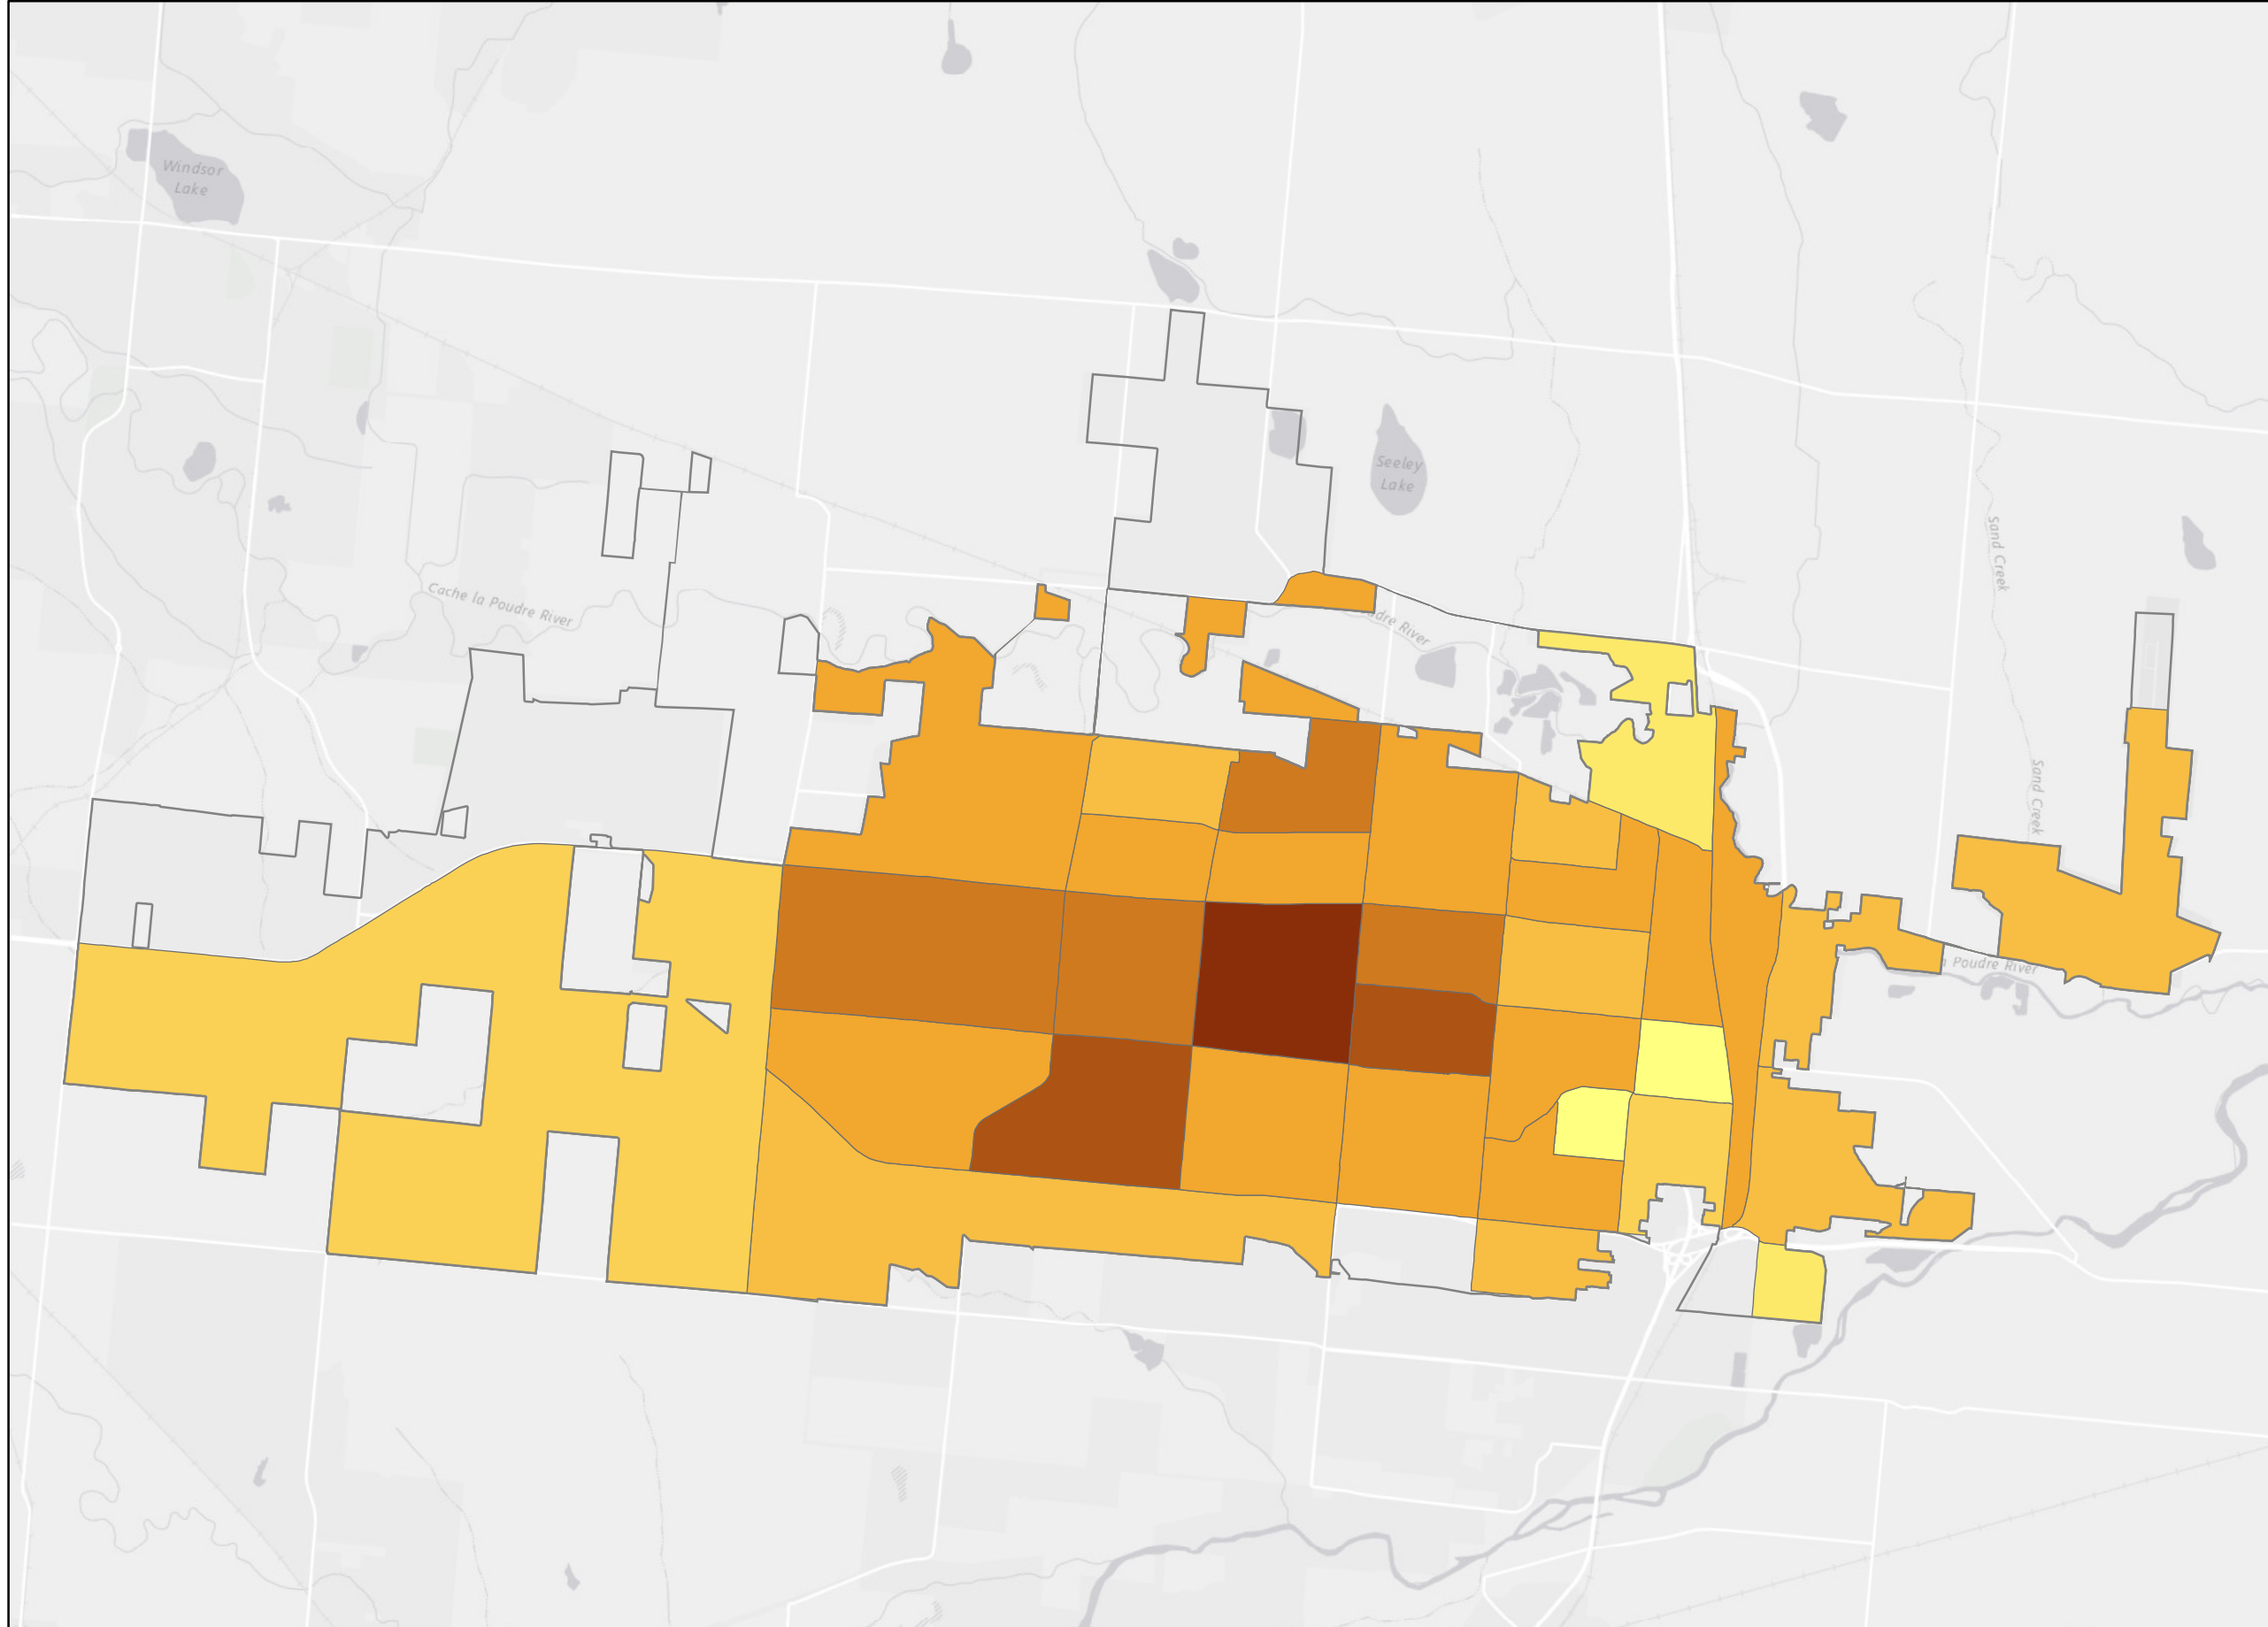 Windsor
Lake
Seeley
Lake
Sand Creek
Cache la Poudre River
dre River
Sand Creek
Poudre River